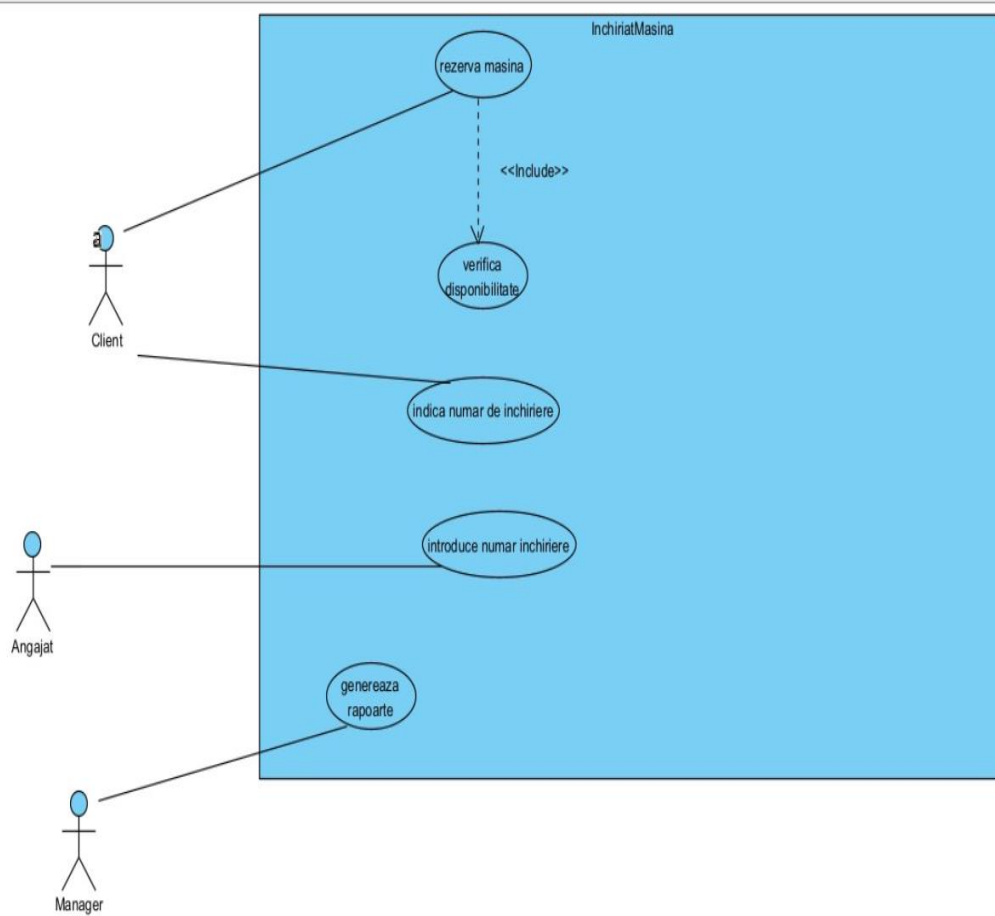 InchiriatMasina
rezerva masina
<<Include>>
a
verifica
disponibilitate
Client
indica numar de inchiriere
introduce numar inchiriere
Angajat
genereaza
rapoarte
Manager